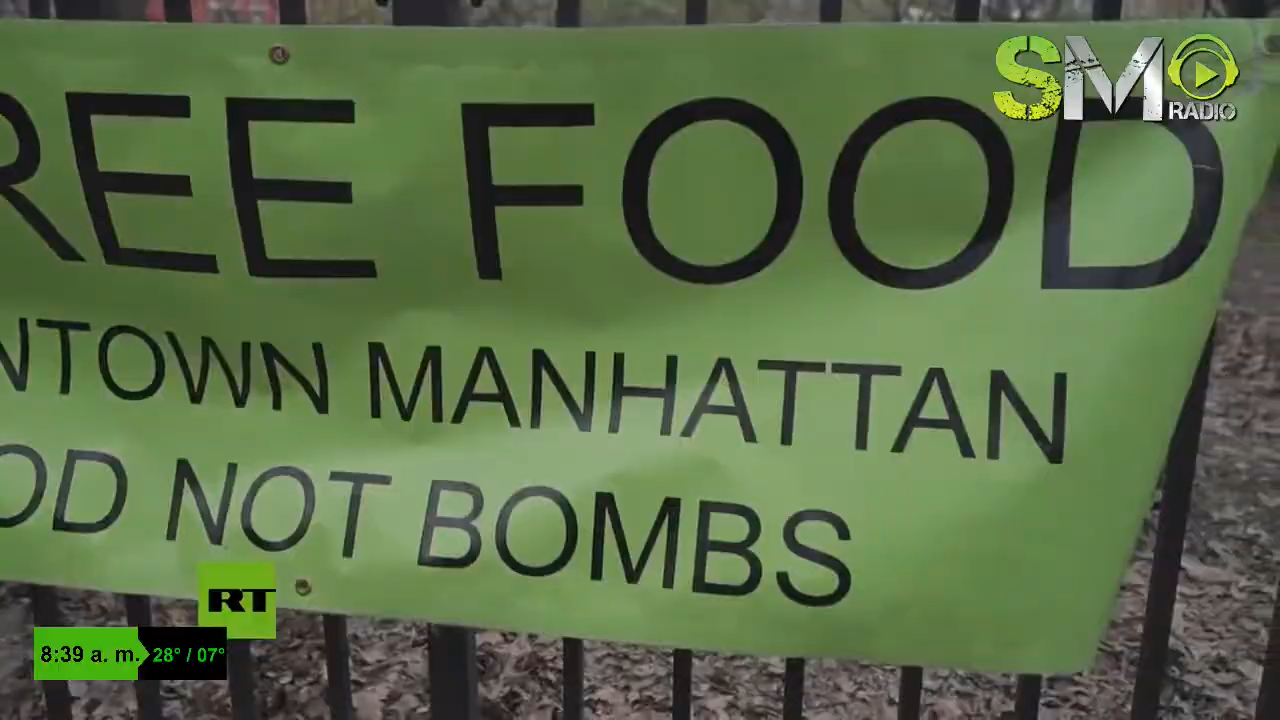 SM
RADIO
REE FOOD
NTOWN MANHATTAN
OD NOT BOMBS
RT
8:39 a. m. 28° / 07°